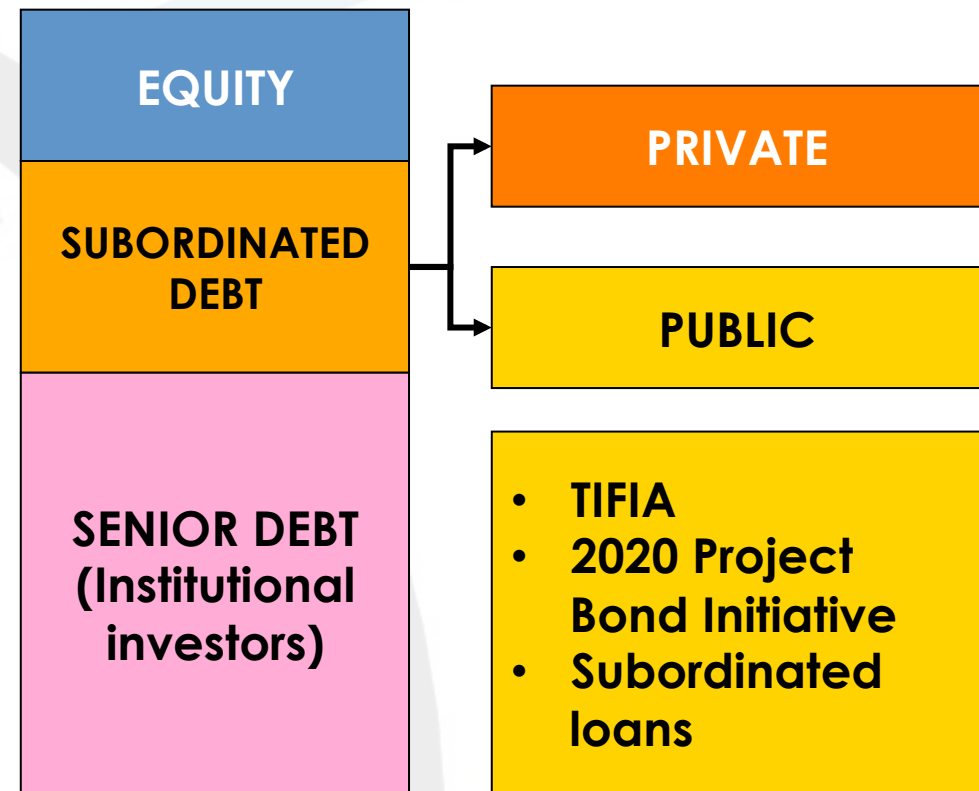 EQUITY
SUBORDINATED
DEBT
SENIOR DEBT
(Institutional
investors)
PRIVATE
PUBLIC
• TIFIA
• 2020 Project
Bond Initiative
• Subordinated
loans